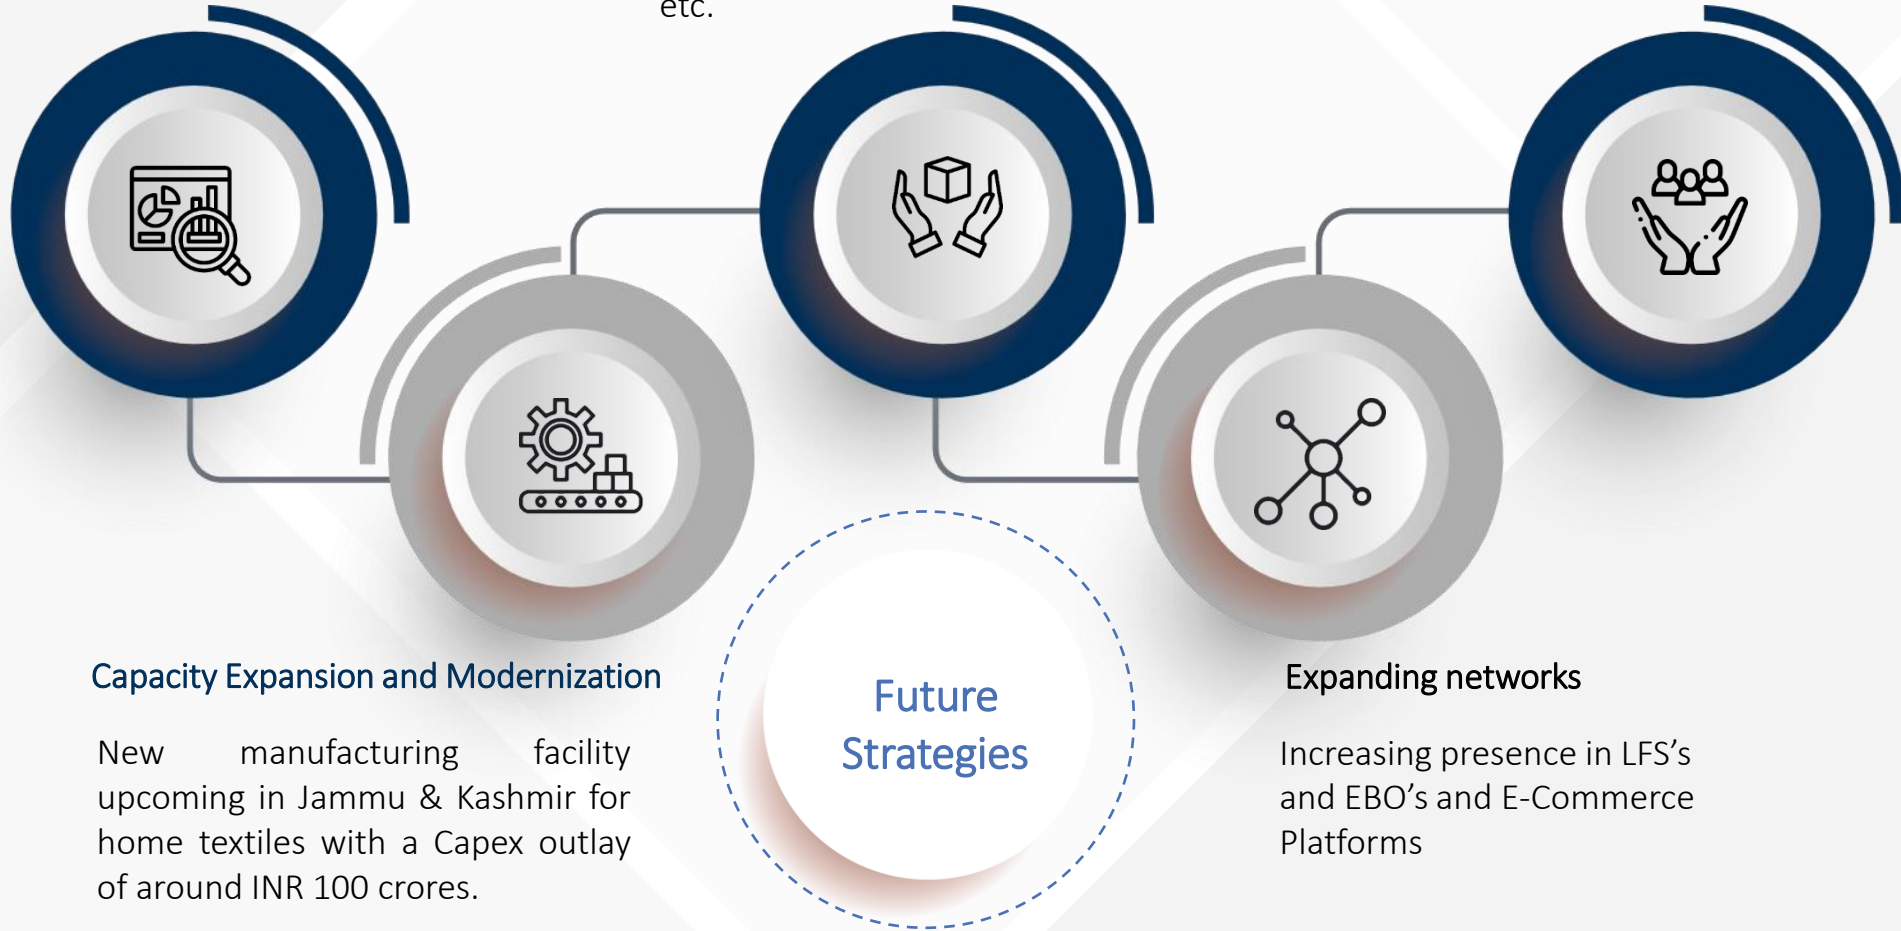 etc.
Capacity Expansion and Modernization
New manufacturing facility
upcoming in Jammu & Kashmir for
home textiles with a Capex outlay
of around INR 100 crores.
Future
Strategies
Expanding networks
Increasing presence in LFS’s
and EBO’s and E-Commerce
Platforms